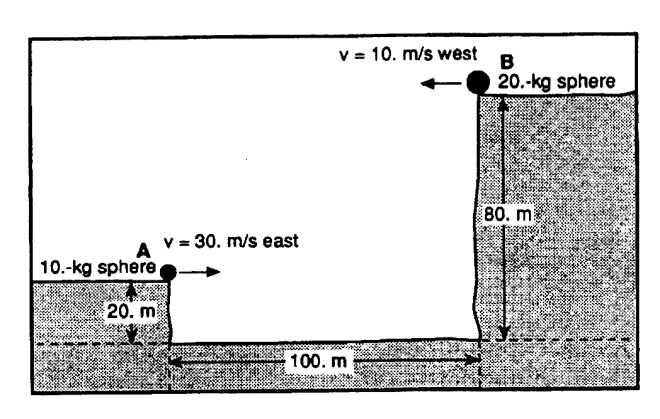 v = 10. m/s west
B
20.-kg sphere
80. m
A
v = 30. m/s east
10.-kg sphere
20. m
100. m